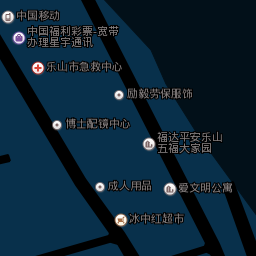 中国移动
中国福利彩票-宽带
办理星宇通讯
乐山市急救中心
励毅劳保服饰
博士配镜中心
福达平安乐山
五福大家园
成人用品
爱文明公寓
冰中红超市